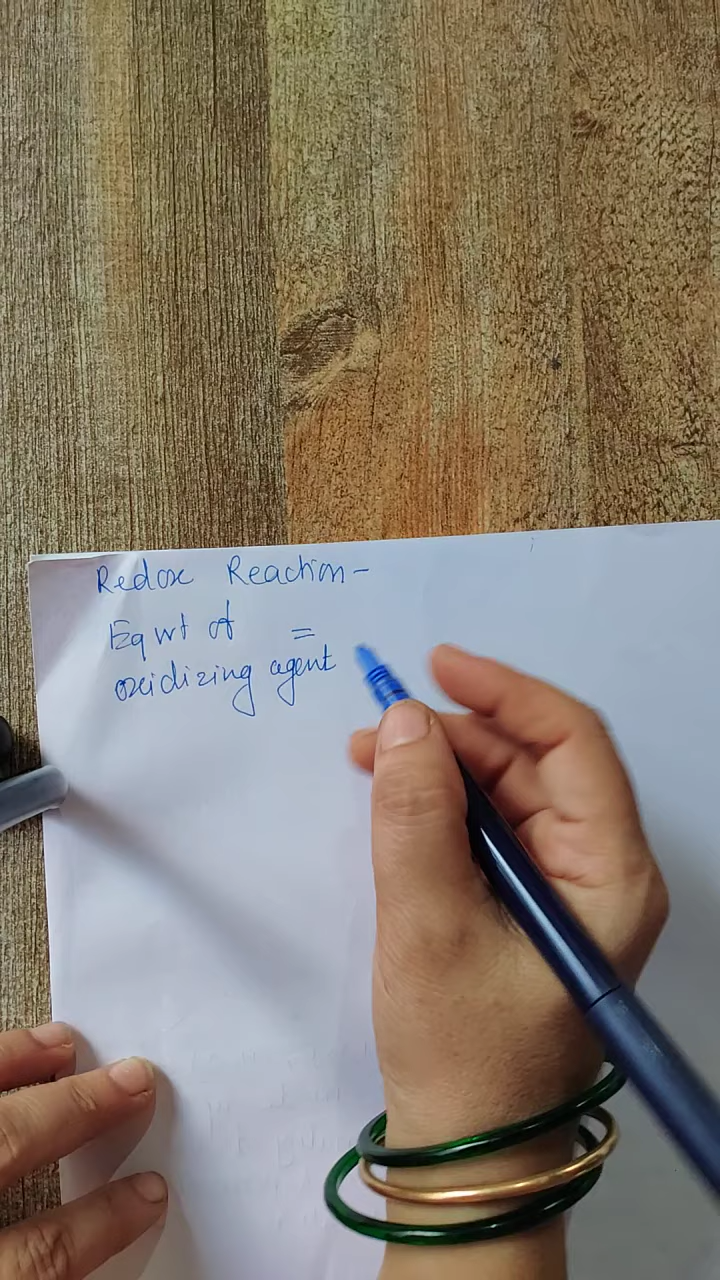 Redox Reaction-
Eq wt of =
oxidizing agent